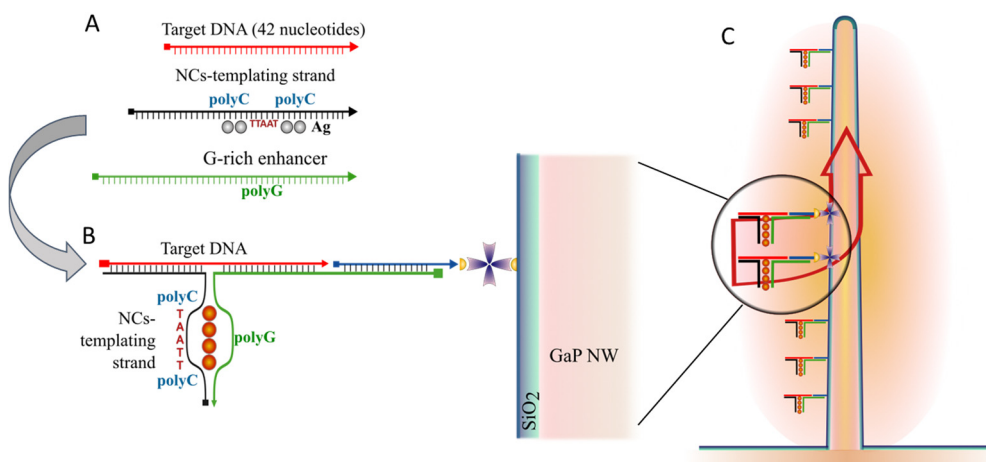 A
Target DNA (42 nucleotides)
NCs-templating strand
polyC polyC
TTAAT Ag
G-rich enhancer
polyG
B
Target DNA
polyC
NCs-
templating
strand
T
A
A
T
T
polyC
polyG
SiO2
GaP NW
C